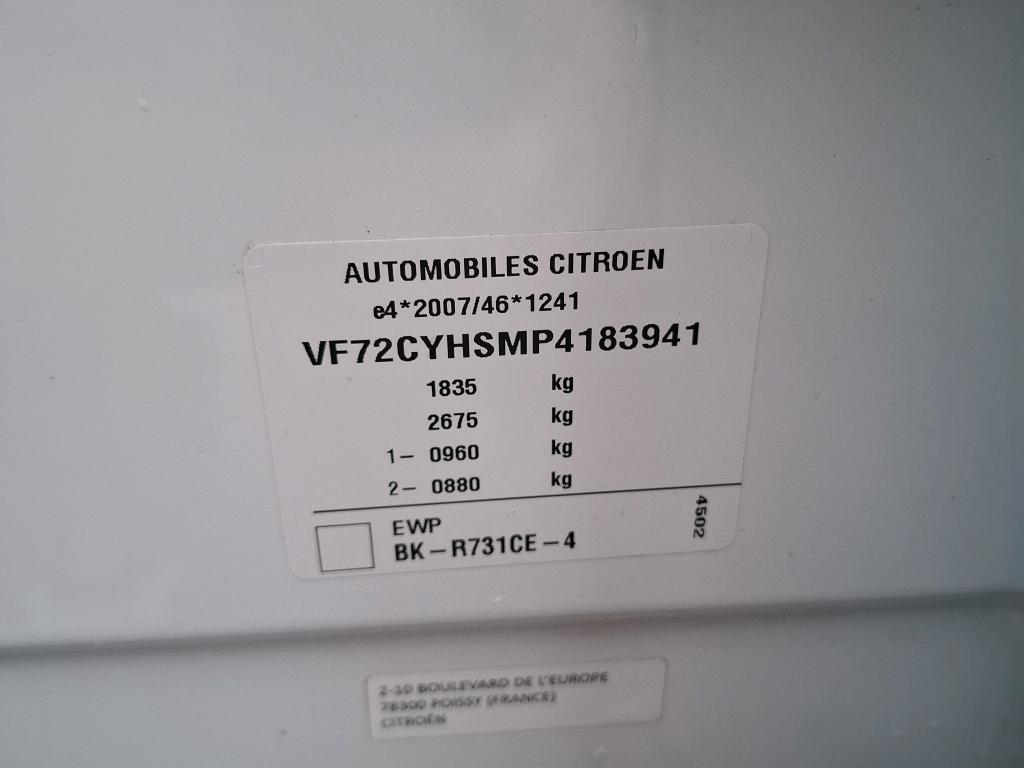 AUTOMOBILES CITROEN
e4*2007/46*1241
VF72CYHSMP4183941
1835 kg
2675 kg
1– 0960 kg
2– 0880 kg
EWP
BK–R731CE–4
4502
2-10 BOULEVARD DE L'EUROPE
78300 POISSY (FRANCE)
CITROËN